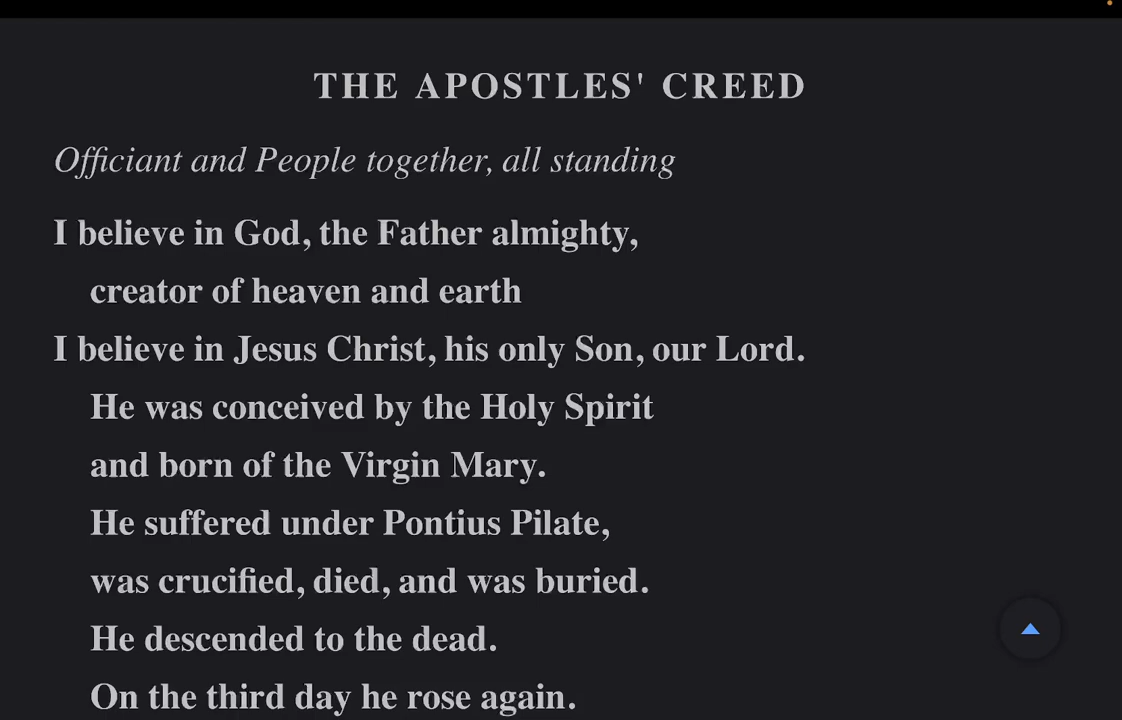 THE APOSTLES' CREED
Officiant and People together, all standing
I believe in God, the Father almighty,
creator of heaven and earth
I believe in Jesus Christ, his only Son, our Lord.
He was conceived by the Holy Spirit
and born of the Virgin Mary.
He suffered under Pontius Pilate,
was crucified, died, and was buried.
He descended to the dead.
On the third day he rose again.